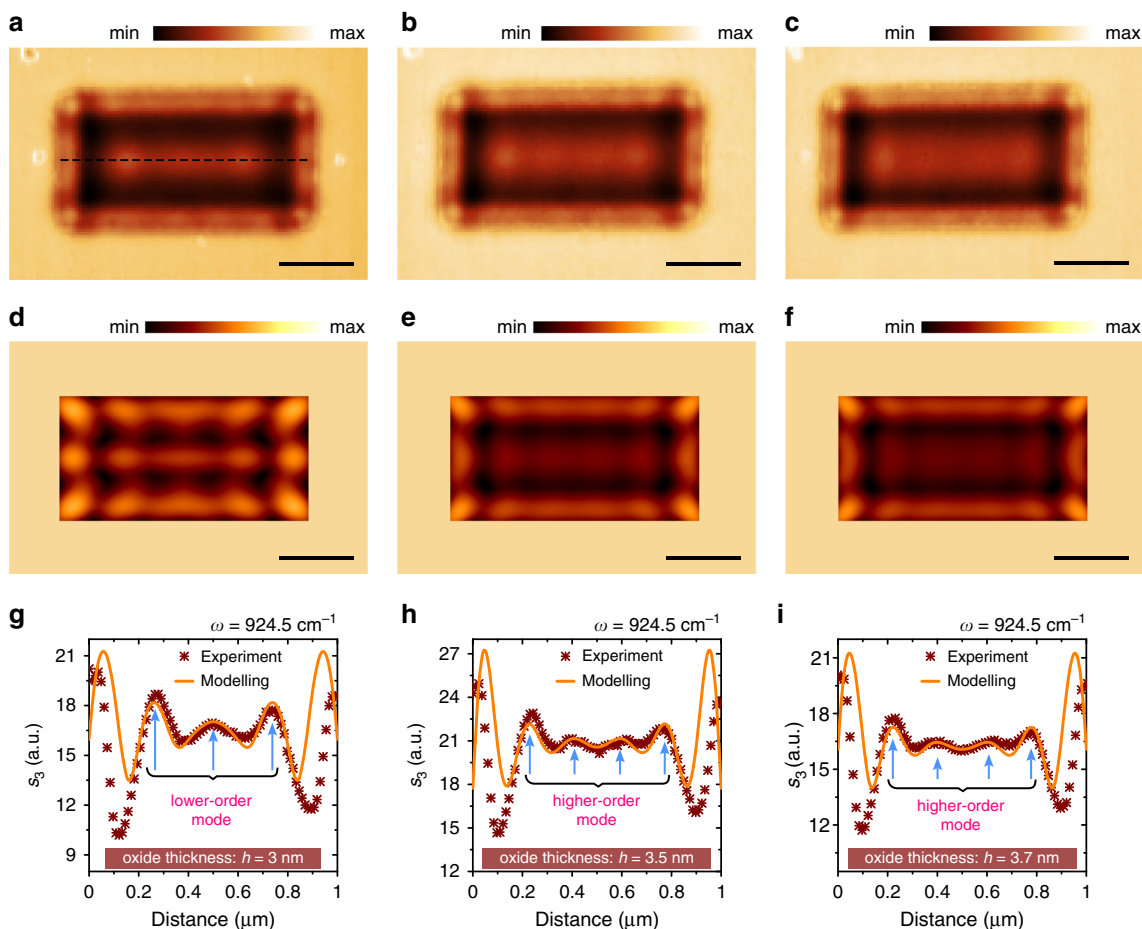 a
min
max
b
min
max
c
min
max
d
min
max
e
min
max
f
min
max
g
ω = 924.5 cm⁻¹
Experiment
Modelling
s₃ (a.u.)
21
18
15
12
9
lower-order
mode
oxide thickness: h = 3 nm
0 0.2 0.4 0.6 0.8 1
Distance (μm)
h
ω = 924.5 cm⁻¹
Experiment
Modelling
s₃ (a.u.)
27
24
21
18
15
12
higher-order
mode
oxide thickness: h = 3.5 nm
0 0.2 0.4 0.6 0.8 1
Distance (μm)
i
ω = 924.5 cm⁻¹
Experiment
Modelling
s₃ (a.u.)
21
18
15
12
higher-order
mode
oxide thickness: h = 3.7 nm
0 0.2 0.4 0.6 0.8 1
Distance (μm)